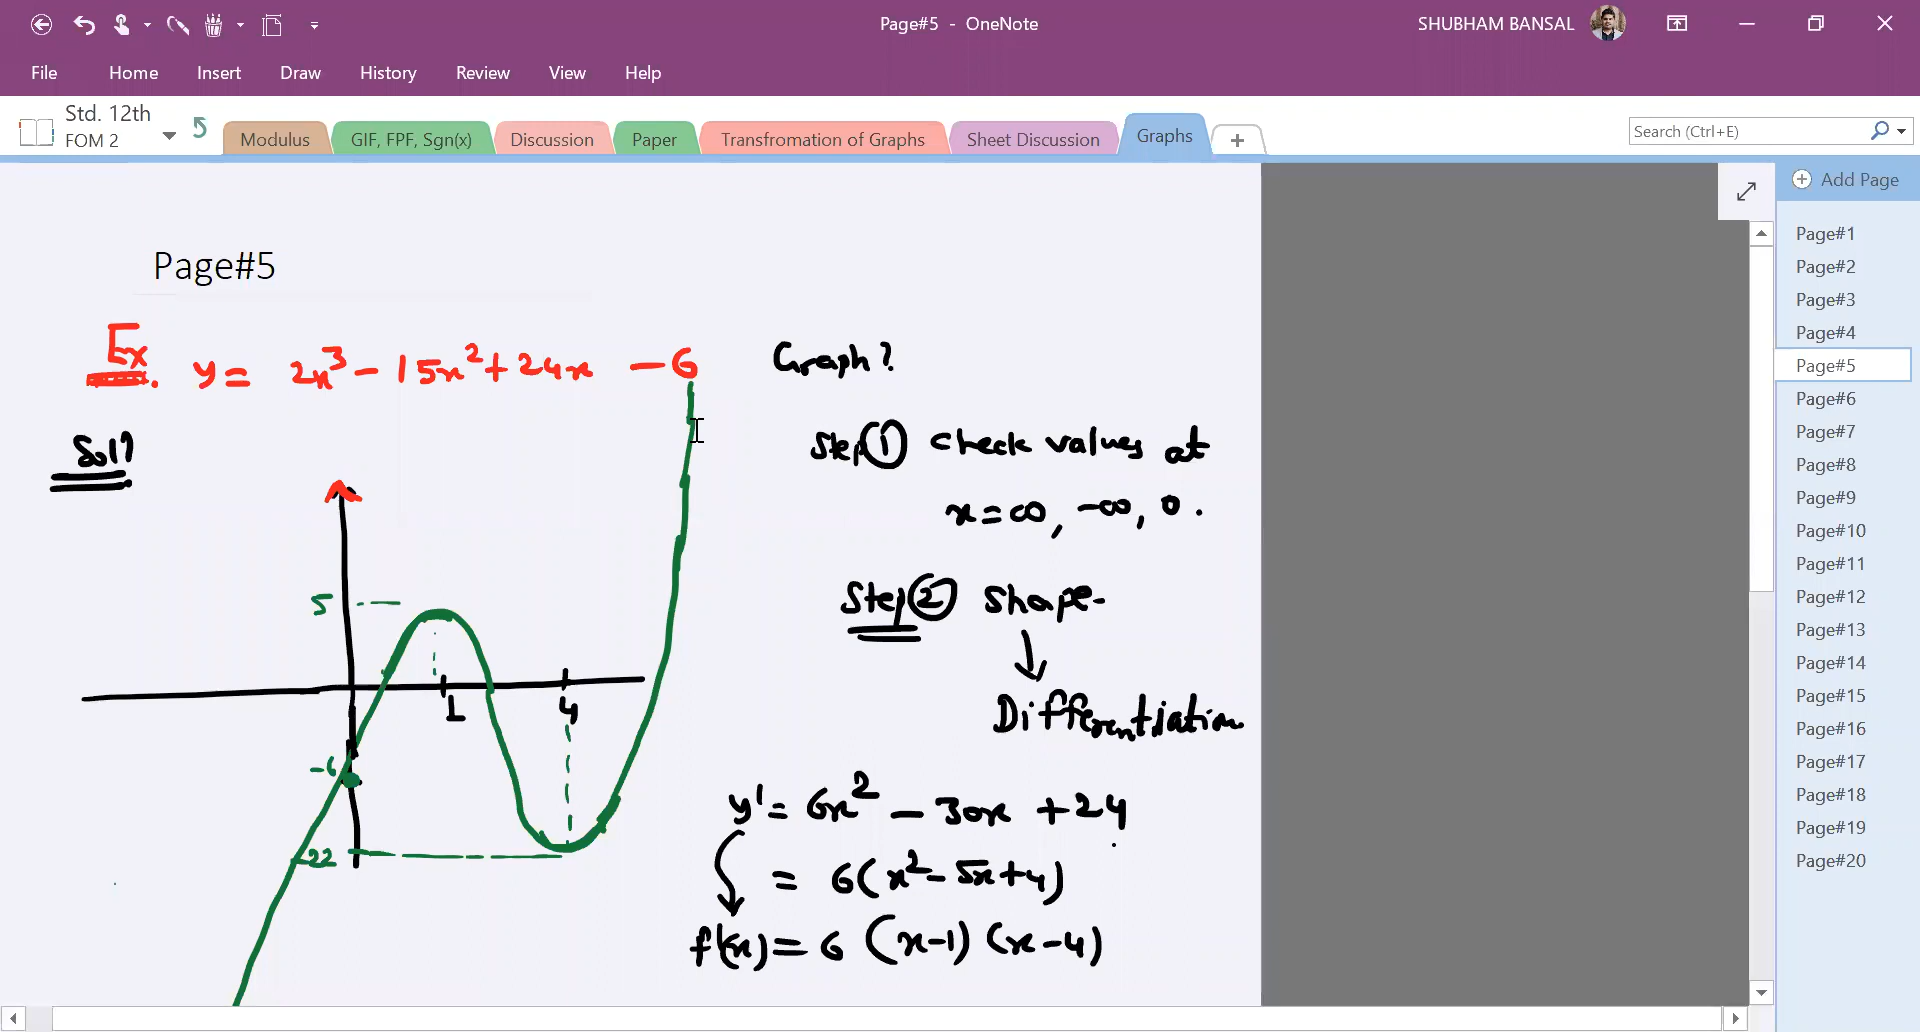 Page#5 - OneNote
SHUBHAM BANSAL
File Home Insert Draw History Review View Help
Std. 12th
FOM 2
Modulus GIF, FPF, Sgn(x) Discussion Paper Transfromation of Graphs Sheet Discussion Graphs +
Search (Ctrl+E)
Add Page
Page#1
Page#2
Page#3
Page#4
Page#5
Page#6
Page#7
Page#8
Page#9
Page#10
Page#11
Page#12
Page#13
Page#14
Page#15
Page#16
Page#17
Page#18
Page#19
Page#20
Page#5
Ex. y = 2x³ - 15x² + 24x - 6
Graph?
Solⁿ
Step ① check values at
x = ∞, -∞, 0.
Step ② Shape-
↓
Differentiation
5
1
4
-6
-22
y' = 6x² - 30x + 24
= 6(x² - 5x + 4)
f'(x) = 6 (x-1) (x-4)